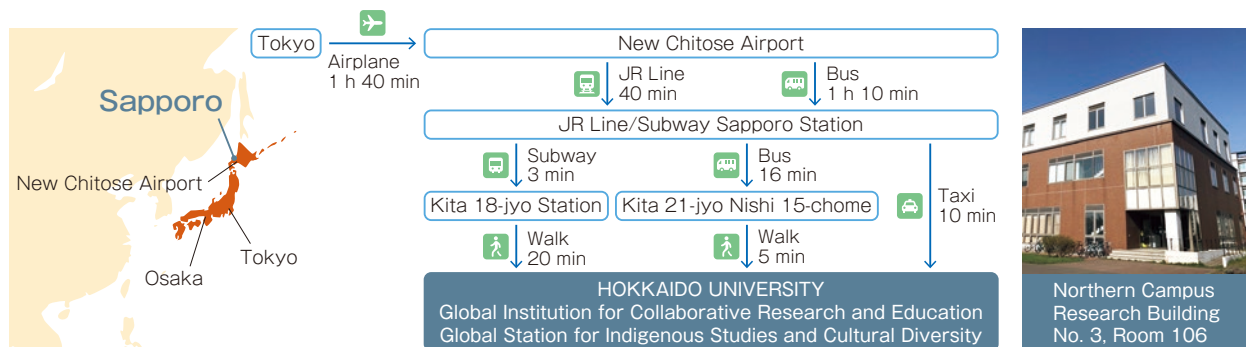 Sapporo
New Chitose Airport
Osaka
Tokyo
Tokyo
Airplane
1 h 40 min
New Chitose Airport
JR Line
40 min
Bus
1 h 10 min
JR Line/Subway Sapporo Station
Subway
3 min
Bus
16 min
Taxi
10 min
Kita 18-jyo Station
Kita 21-jyo Nishi 15-chome
Walk
20 min
Walk
5 min
HOKKAIDO UNIVERSITY
Global Institution for Collaborative Research and Education
Global Station for Indigenous Studies and Cultural Diversity
Northern Campus
Research Building
No. 3, Room 106